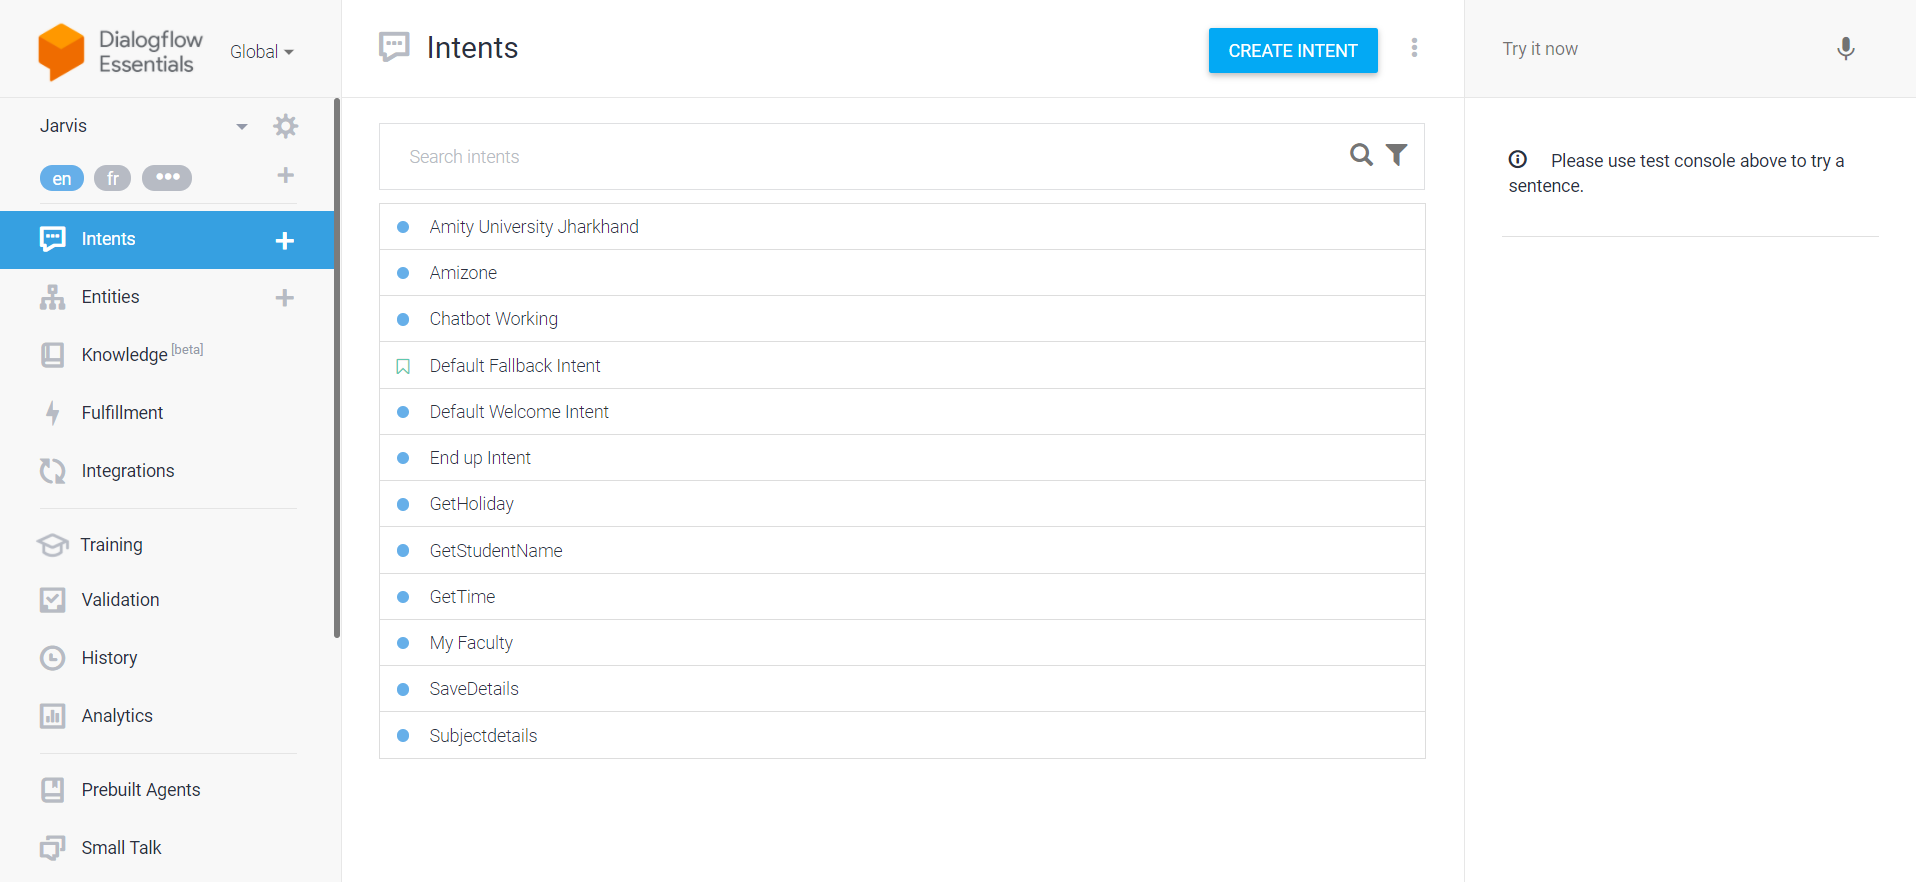 Dialogflow
Essentials
Global
Jarvis
en fr •••
Intents
Entities
Knowledge [beta]
Fulfillment
Integrations
Training
Validation
History
Analytics
Prebuilt Agents
Small Talk
Intents
CREATE INTENT
Search intents
Amity University Jharkhand
Amizone
Chatbot Working
Default Fallback Intent
Default Welcome Intent
End up Intent
GetHoliday
GetStudentName
GetTime
My Faculty
SaveDetails
Subjectdetails
Try it now
Please use test console above to try a
sentence.